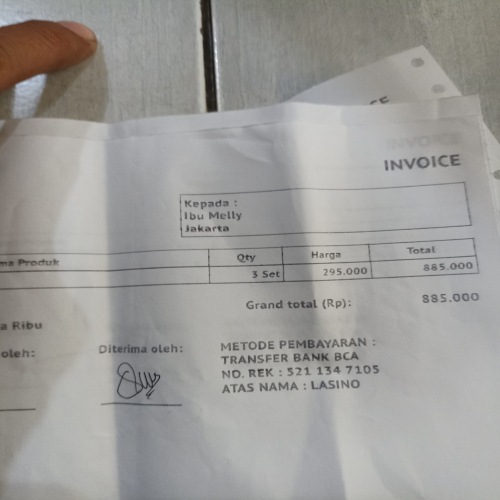 INVOICE
Kepada :
Ibu Melly
Jakarta
ma Produk Qty Harga Total
3 Set 295.000 885.000
Grand total (Rp): 885.000
a Ribu
oleh: Diterima oleh:
METODE PEMBAYARAN :
TRANSFER BANK BCA
NO. REK : 521 134 7105
ATAS NAMA : LASINO